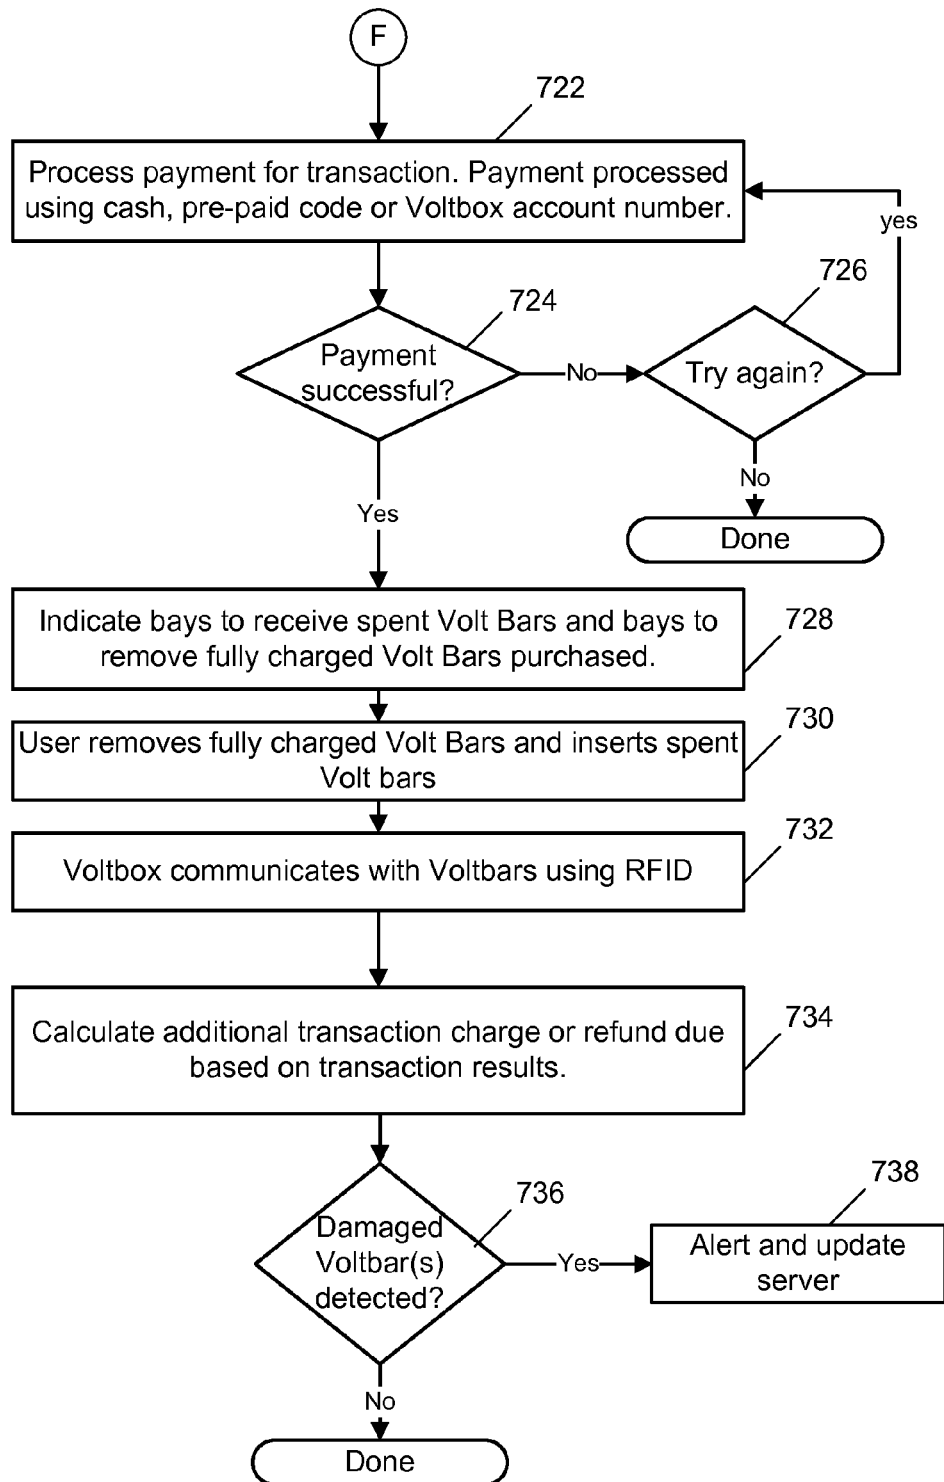 F
722
Process payment for transaction. Payment processed
using cash, pre-paid code or Voltbox account number.
yes
724
726
Payment
successful?
No
Try again?
No
Yes
Done
Indicate bays to receive spent Volt Bars and bays to
remove fully charged Volt Bars purchased.
728
User removes fully charged Volt Bars and inserts spent
Volt bars
730
Voltbox communicates with Voltbars using RFID
732
Calculate additional transaction charge or refund due
based on transaction results.
734
736
Damaged
Voltbar(s)
detected?
Yes
738
Alert and update
server
No
Done